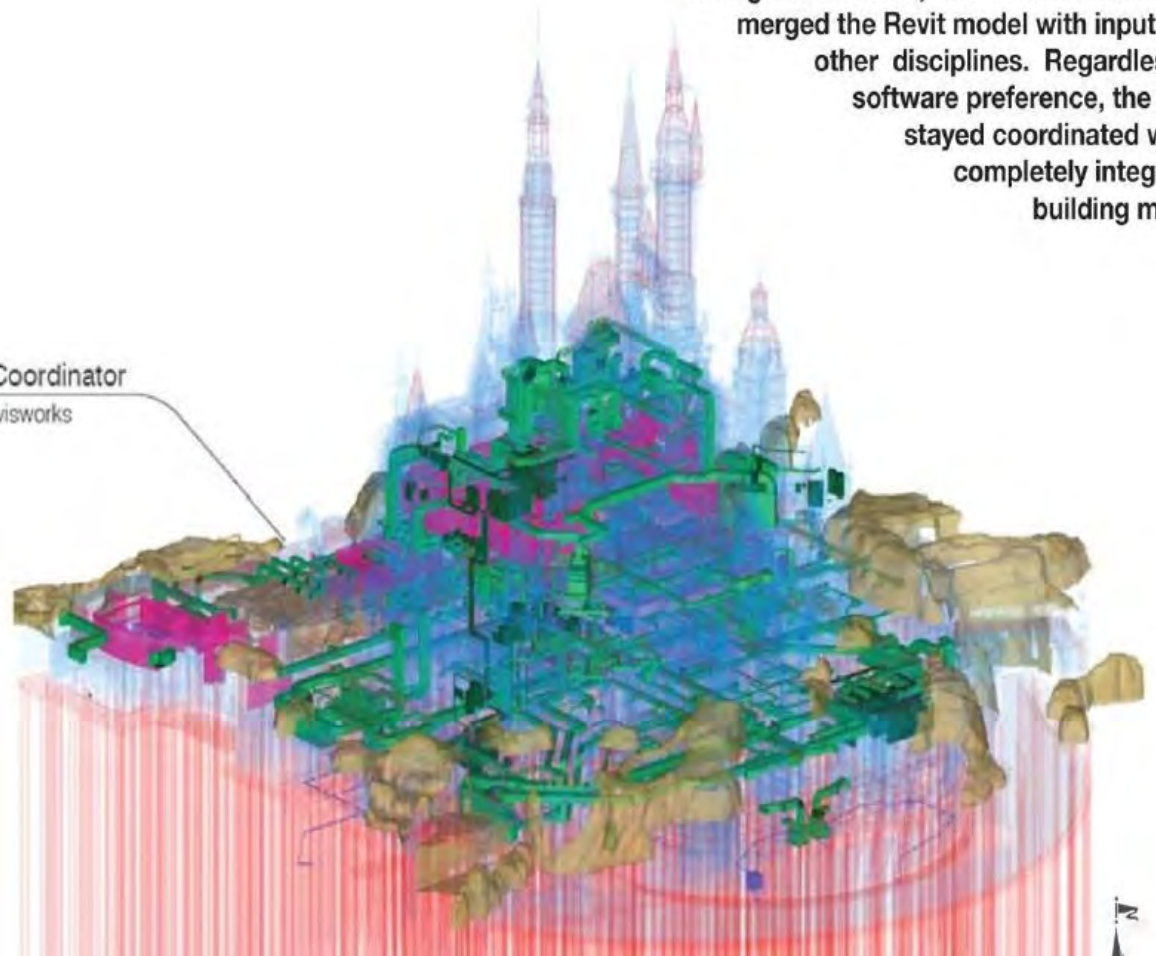 merged the Revit model with input
other disciplines. Regardles
software preference, the
stayed coordinated w
completely integ
building m
Coordinator
visworks
N